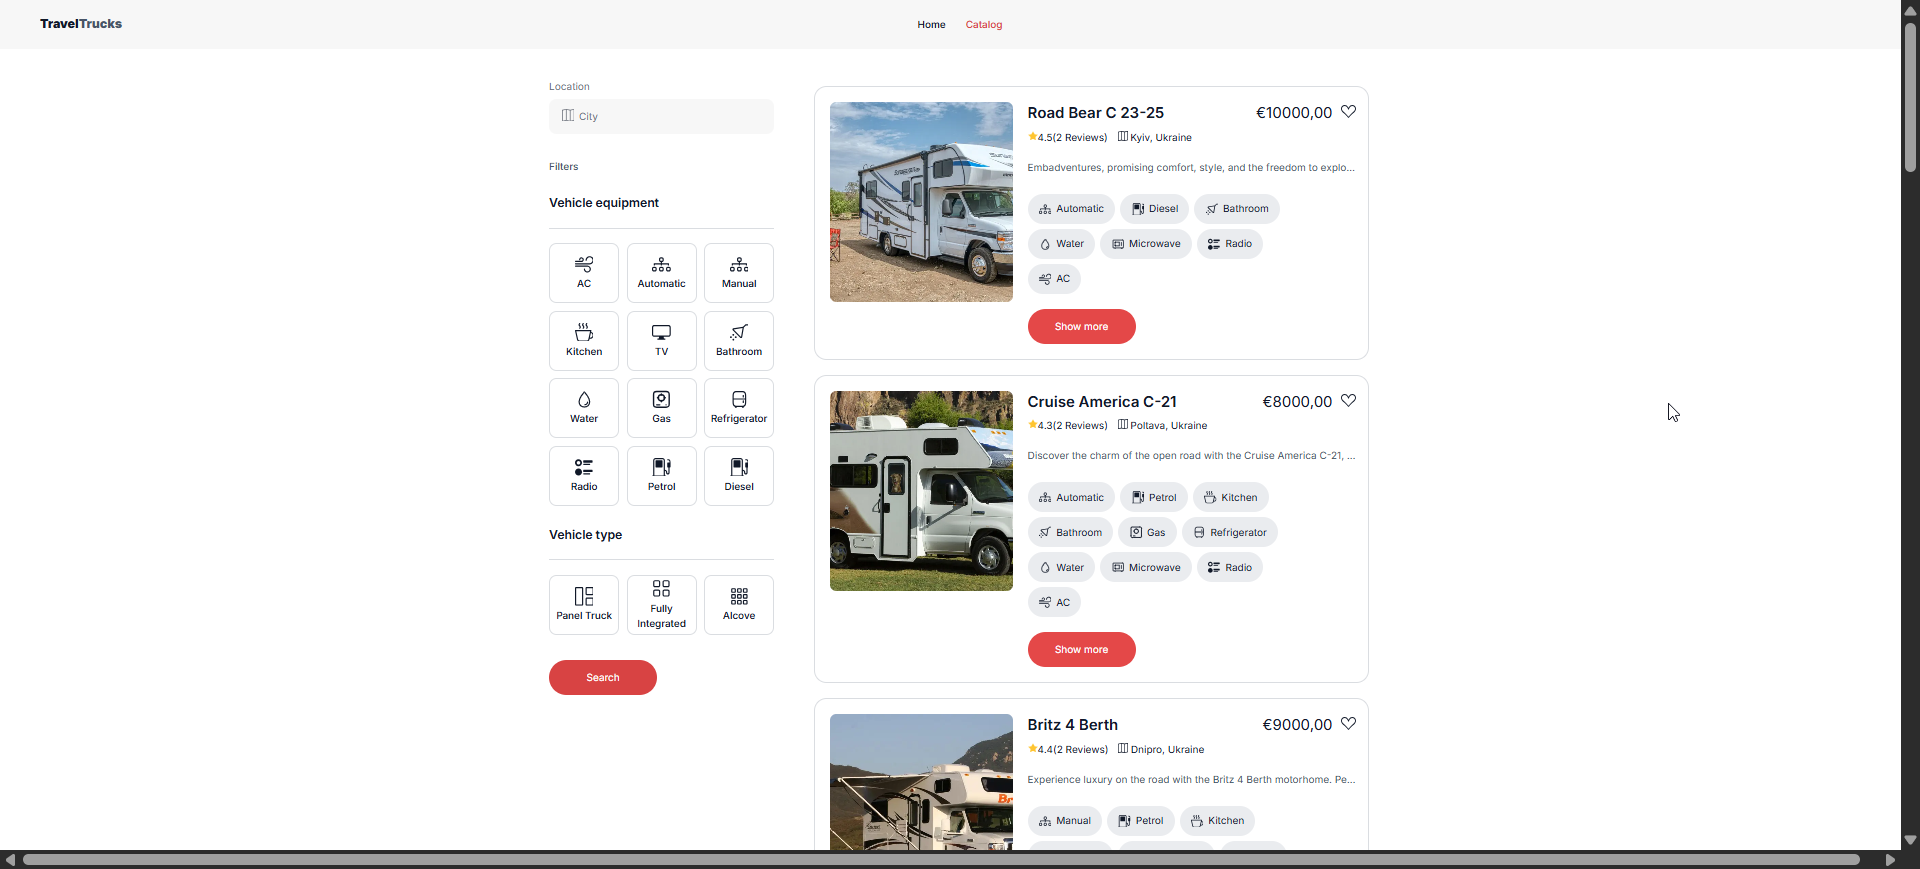 TravelTrucks
Home Catalog
Location
City
Filters
Vehicle equipment
AC Automatic Manual
Kitchen TV Bathroom
Water Gas Refrigerator
Radio Petrol Diesel
Vehicle type
Panel Truck Fully Integrated Alcove
Search
Road Bear C 23-25 €10000,00
4.5(2 Reviews) Kyiv, Ukraine
Embadventures, promising comfort, style, and the freedom to explo...
Automatic Diesel Bathroom
Water Microwave Radio
AC
Show more
Cruise America C-21 €8000,00
4.3(2 Reviews) Poltava, Ukraine
Discover the charm of the open road with the Cruise America C-21, ...
Automatic Petrol Kitchen
Bathroom Gas Refrigerator
Water Microwave Radio
AC
Show more
Britz 4 Berth €9000,00
4.4(2 Reviews) Dnipro, Ukraine
Experience luxury on the road with the Britz 4 Berth motorhome. Pe...
Manual Petrol Kitchen